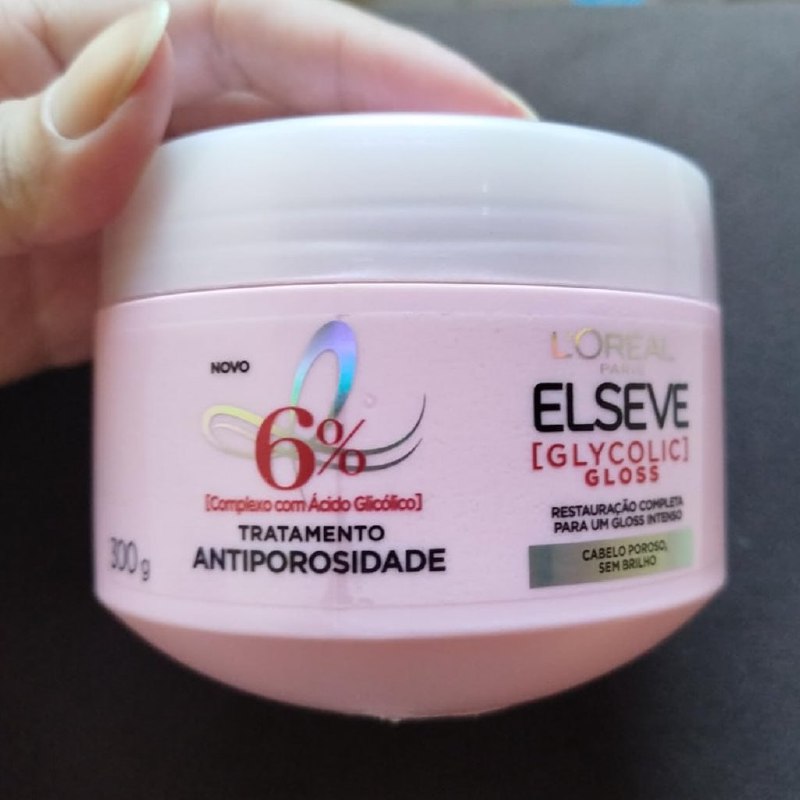 NOVO
6%
[Complexo com Ácido Glicólico]
TRATAMENTO
ANTIPOROSIDADE
300 g
L'ORÉAL
PARIS
ELSEVE
[GLYCOLIC]
GLOSS
RESTAURAÇÃO COMPLETA
PARA UM GLOSS INTENSO
CABELO POROSO,
SEM BRILHO